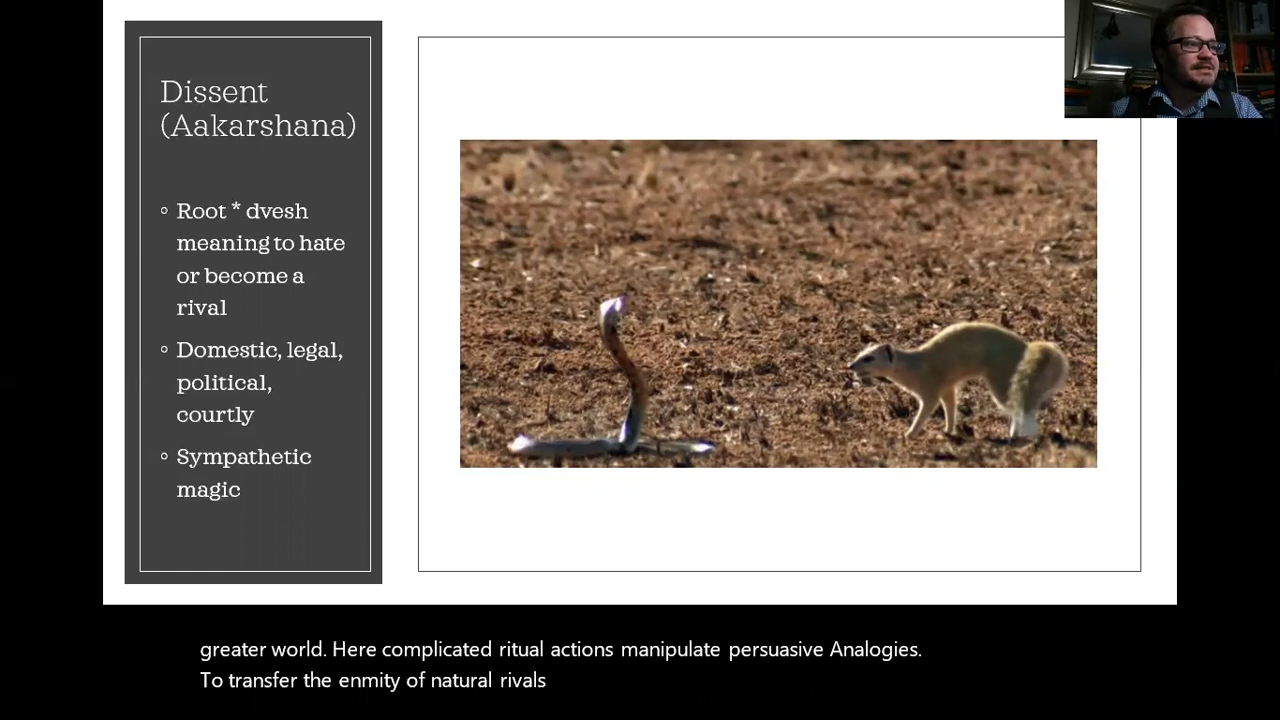 Dissent
(Aakarshana)
◦ Root * dvesh
meaning to hate
or become a
rival
◦ Domestic, legal,
political,
courtly
◦ Sympathetic
magic
greater world. Here complicated ritual actions manipulate persuasive Analogies.
To transfer the enmity of natural rivals